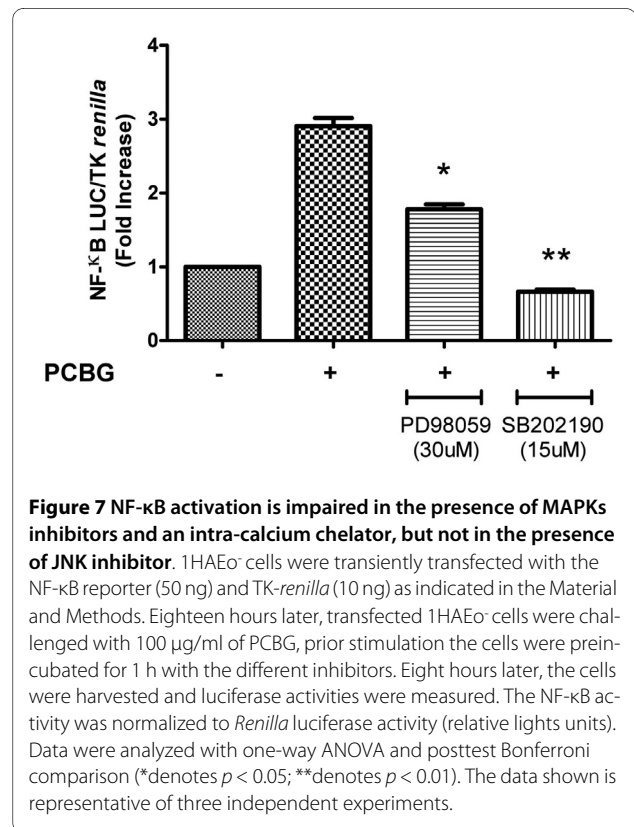 4
3
2
1
0
NF-κB LUC/TK renilla
(Fold Increase)
*
**
PCBG - + + +
PD98059 SB202190
(30uM) (15uM)
Figure 7 NF-κB activation is impaired in the presence of MAPKs
inhibitors and an intra-calcium chelator, but not in the presence
of JNK inhibitor. 1HAEo- cells were transiently transfected with the
NF-κB reporter (50 ng) and TK-renilla (10 ng) as indicated in the Material
and Methods. Eighteen hours later, transfected 1HAEo- cells were chal-
lenged with 100 μg/ml of PCBG, prior stimulation the cells were prein-
cubated for 1 h with the different inhibitors. Eight hours later, the cells
were harvested and luciferase activities were measured. The NF-κB ac-
tivity was normalized to Renilla luciferase activity (relative lights units).
Data were analyzed with one-way ANOVA and posttest Bonferroni
comparison (*denotes p < 0.05; **denotes p < 0.01). The data shown is
representative of three independent experiments.